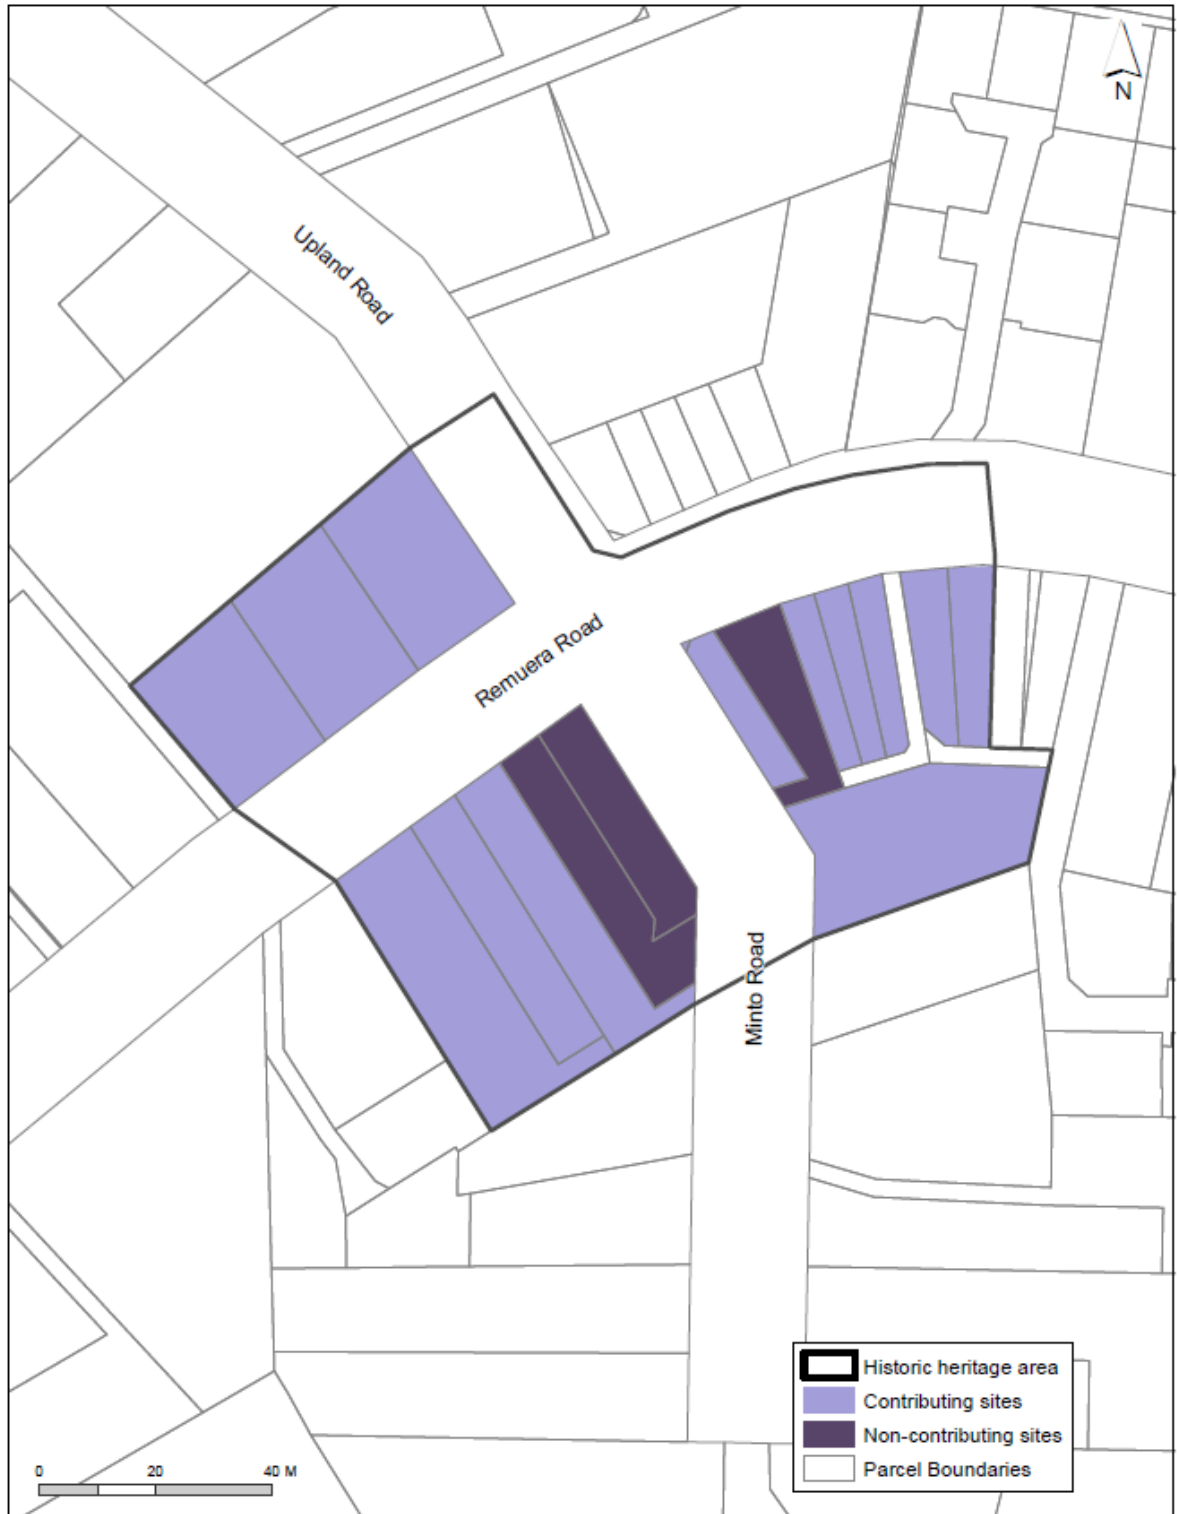 N
Upland Road
Remuera Road
Minto Road
Historic heritage area
Contributing sites
Non-contributing sites
Parcel Boundaries
0 20 40 M